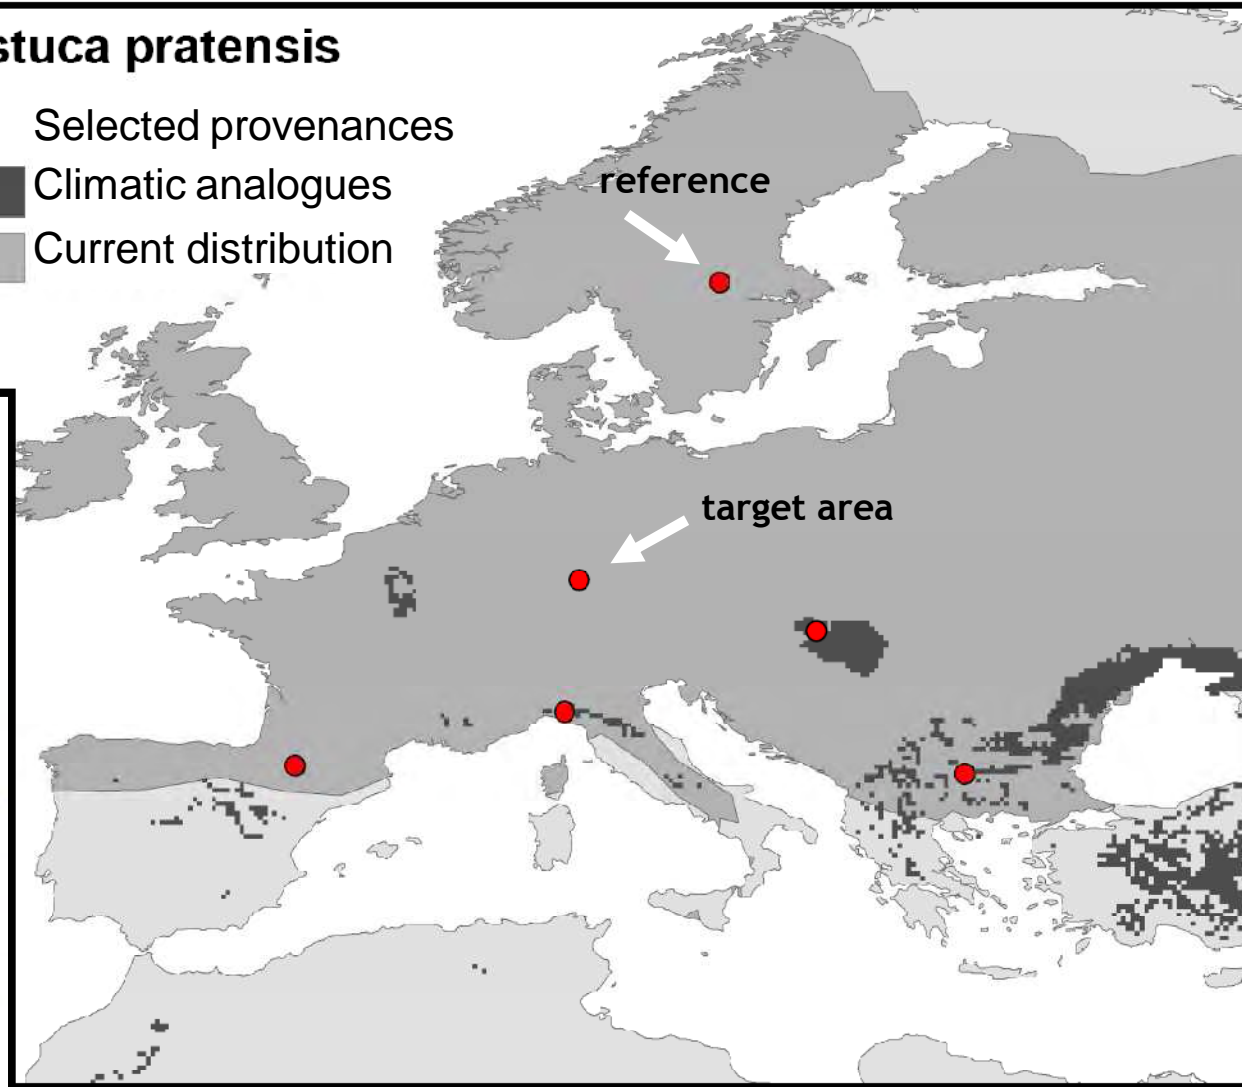 stuca pratensis
Selected provenances
Climatic analogues
Current distribution
reference
target area